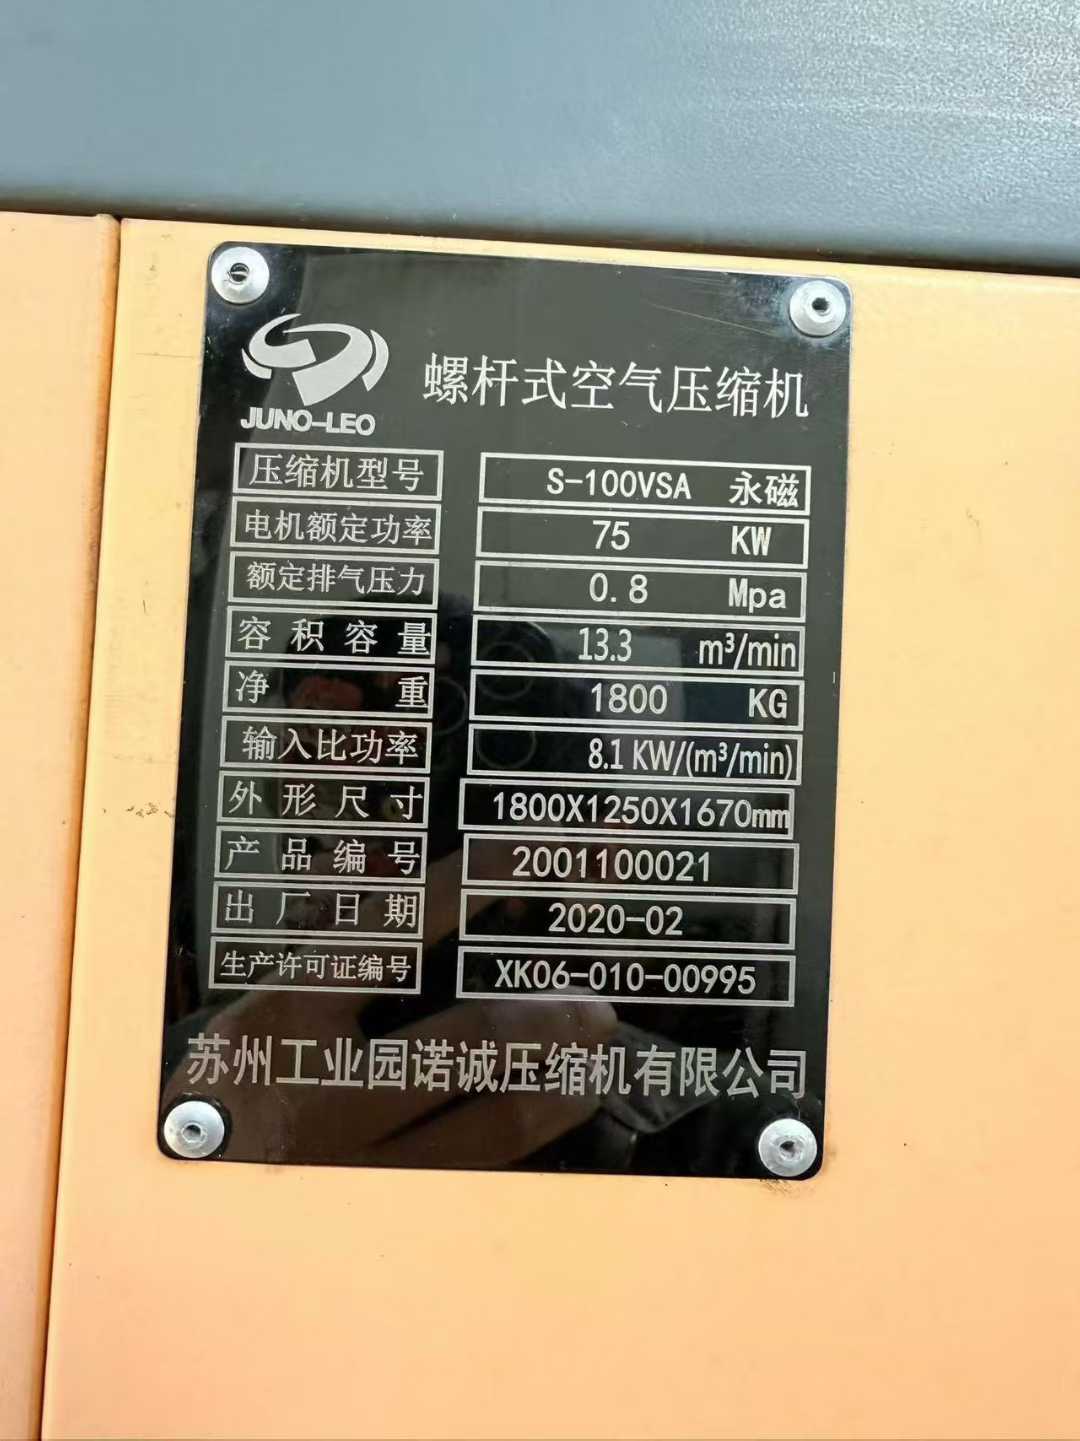 JUNO-LEO
螺杆式空气压缩机
压缩机型号 S-100VSA 永磁
电机额定功率 75 KW
额定排气压力 0.8 Mpa
容积容量 13.3 m³/min
净重 1800 KG
输入比功率 8.1 KW/(m³/min)
外形尺寸 1800X1250X1670mm
产品编号 2001100021
出厂日期 2020-02
生产许可证编号 XK06-010-00995
苏州工业园诺诚压缩机有限公司